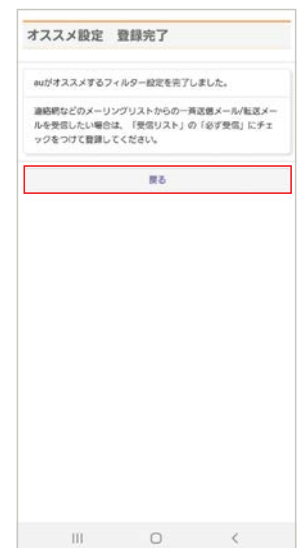 オススメ設定　登録完了
auがオススメするフィルター設定を完了しました。
連絡網などのメーリングリストからの一斉送信メール/転送メー
ルを受信したい場合は、「受信リスト」の「必ず受信」にチェ
ックをつけて登録してください。
戻る